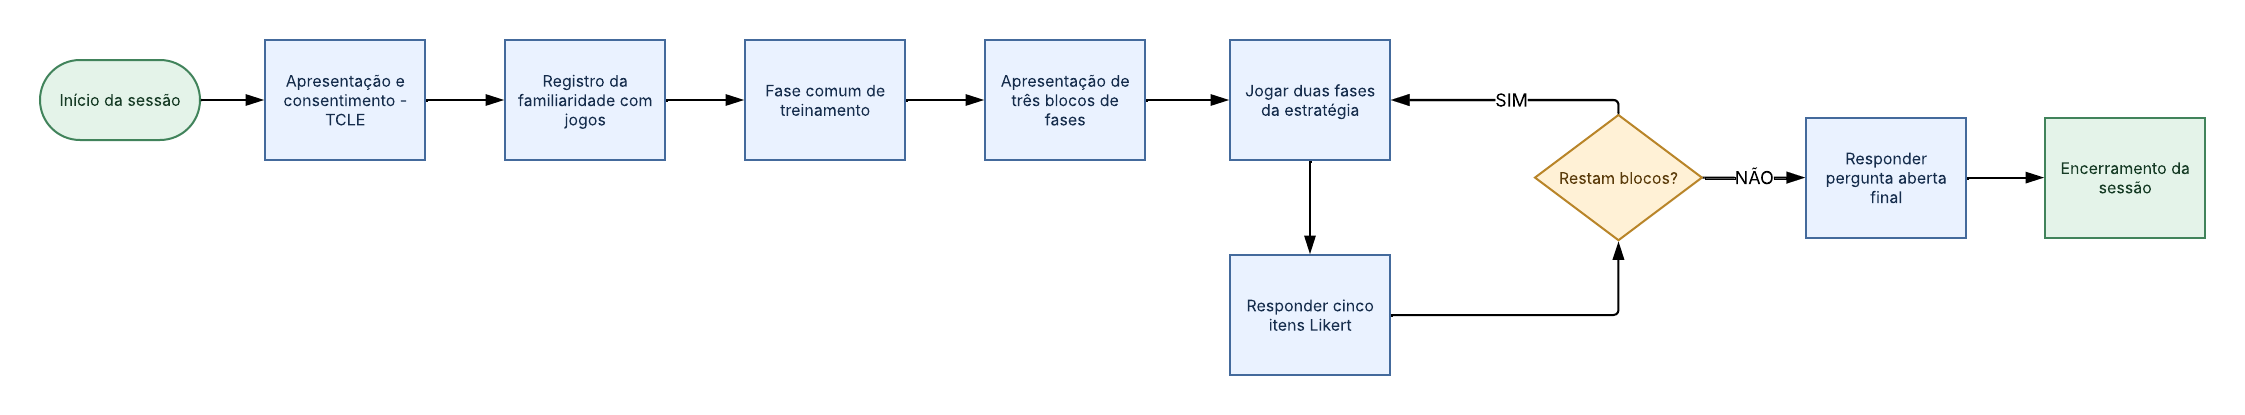 Início da sessão
Apresentação e
consentimento -
TCLE
Registro da
familiaridade com
jogos
Fase comum de
treinamento
Apresentação de
três blocos de
fases
Jogar duas fases
da estratégia
SIM
Restam blocos?
NÃO
Responder
pergunta aberta
final
Encerramento da
sessão
Responder cinco
itens Likert